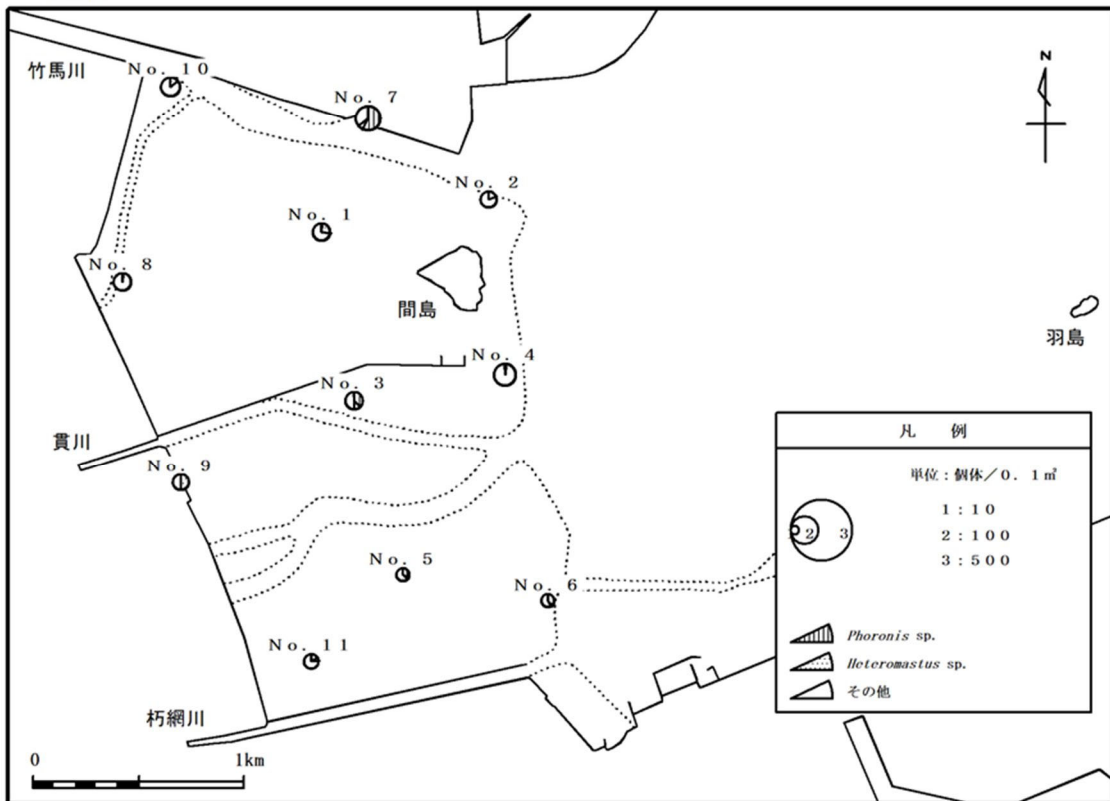 N
竹馬川
No. 10
No. 7
No. 2
No. 1
No. 8
間島
羽島
No. 4
No. 3
貫川
No. 9
No. 5
No. 6
No. 11
朽網川
0 1km
凡 例
単位：個体／0．1㎡
1：10
2：100
3：500
2 3
Phoronis sp.
Heteromastus sp.
その他